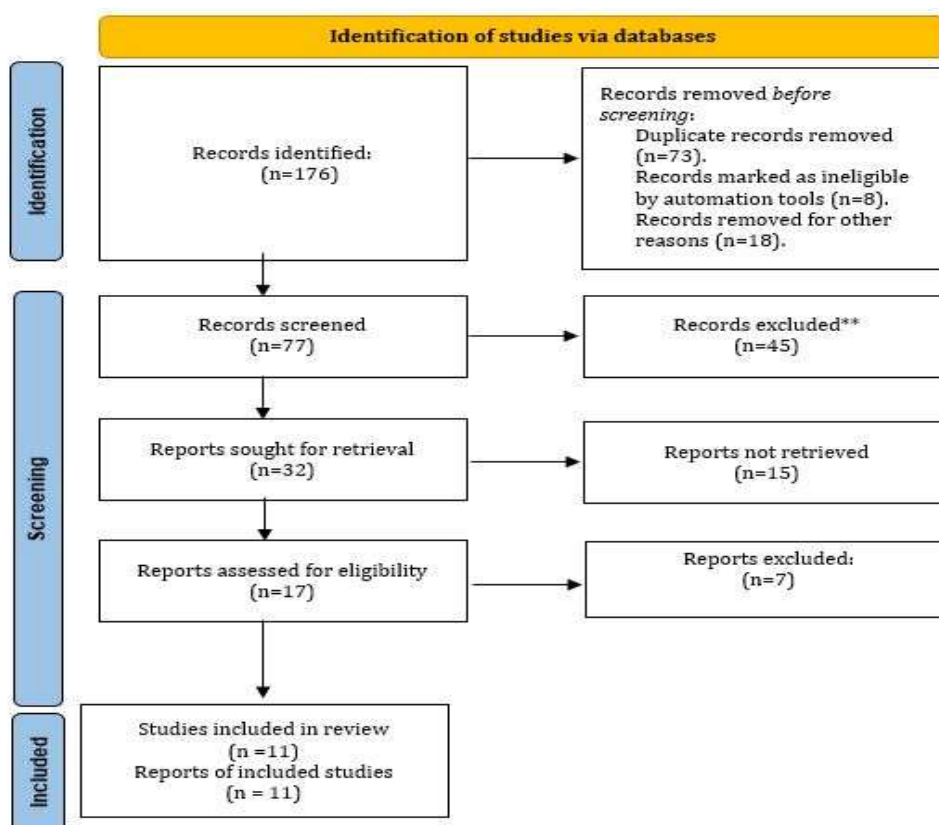 Identification of studies via databases
Identification
Records identified:
(n=176)
Records removed before
screening:
Duplicate records removed
(n=73).
Records marked as ineligible
by automation tools (n=8).
Records removed for other
reasons (n=18).
Screening
Records screened
(n=77)
Records excluded**
(n=45)
Reports sought for retrieval
(n=32)
Reports not retrieved
(n=15)
Reports assessed for eligibility
(n=17)
Reports excluded:
(n=7)
Included
Studies included in review
(n =11)
Reports of included studies
(n = 11)